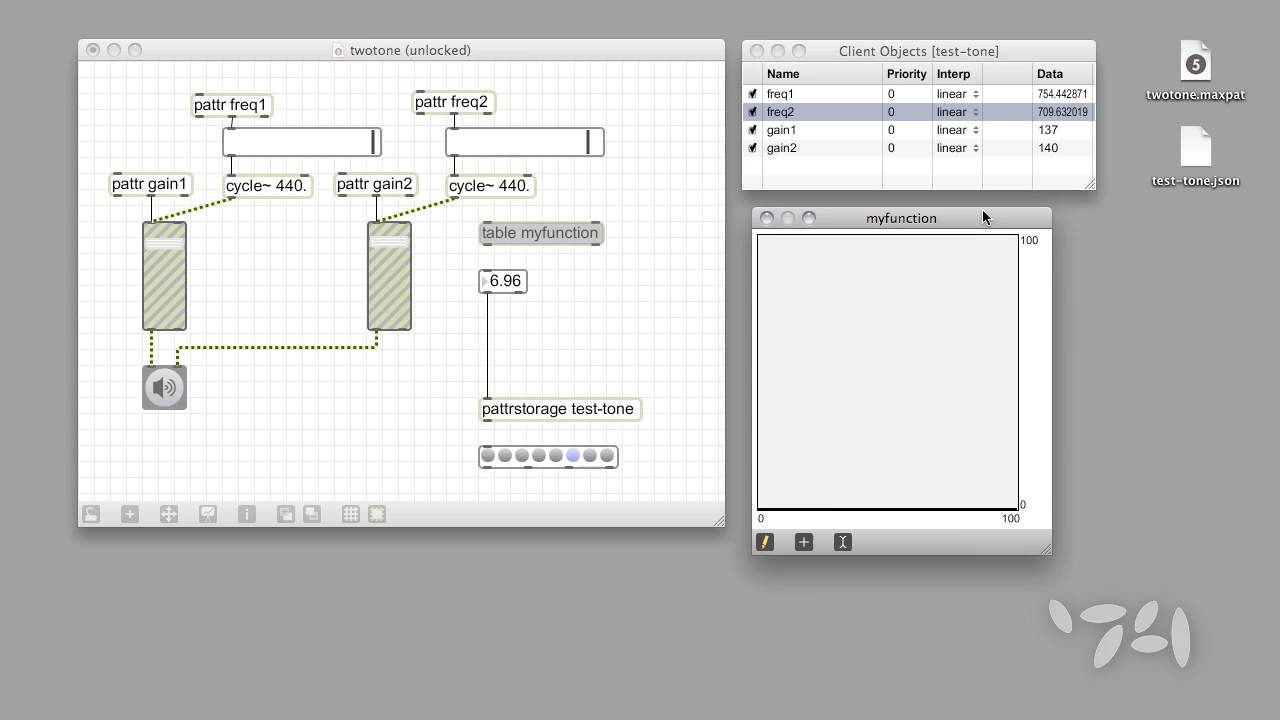 twotone (unlocked)
pattr freq1
pattr freq2
pattr gain1
cycle~ 440.
pattr gain2
cycle~ 440.
table myfunction
6.96
pattrstorage test-tone
Client Objects [test-tone]
Name Priority Interp Data
freq1 0 linear 754.442871
freq2 0 linear 709.632019
gain1 0 linear 137
gain2 0 linear 140
myfunction
100
0
0 100
5
twotone.maxpat
test-tone.json